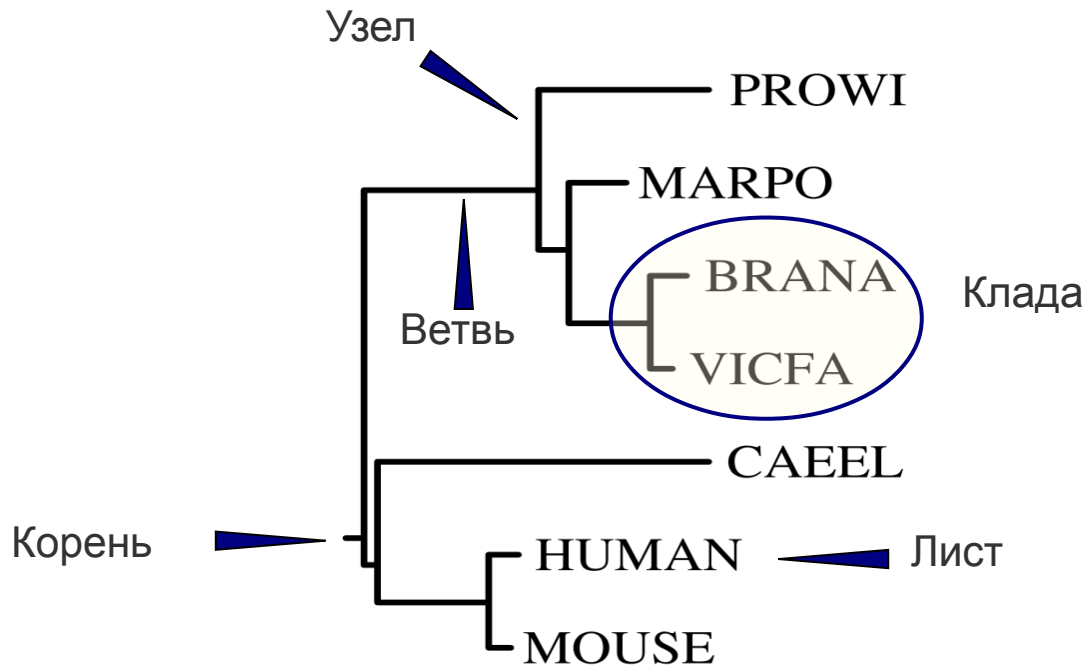 Узел
PROWI
MARPO
BRANA
Клада
Ветвь
VICFA
CAEEL
Корень
HUMAN
Лист
MOUSE